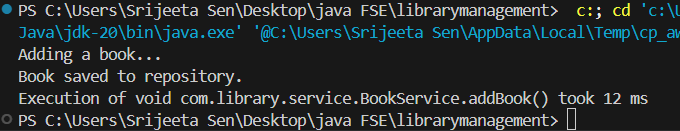 PS C:\Users\Srijeeta Sen\Desktop\java FSE\librarymanagement>  c:; cd 'c:\U
Java\jdk-20\bin\java.exe' '@C:\Users\Srijeeta Sen\AppData\Local\Temp\cp_aw
Adding a book...
Book saved to repository.
Execution of void com.library.service.BookService.addBook() took 12 ms
PS C:\Users\Srijeeta Sen\Desktop\java FSE\librarymanagement>